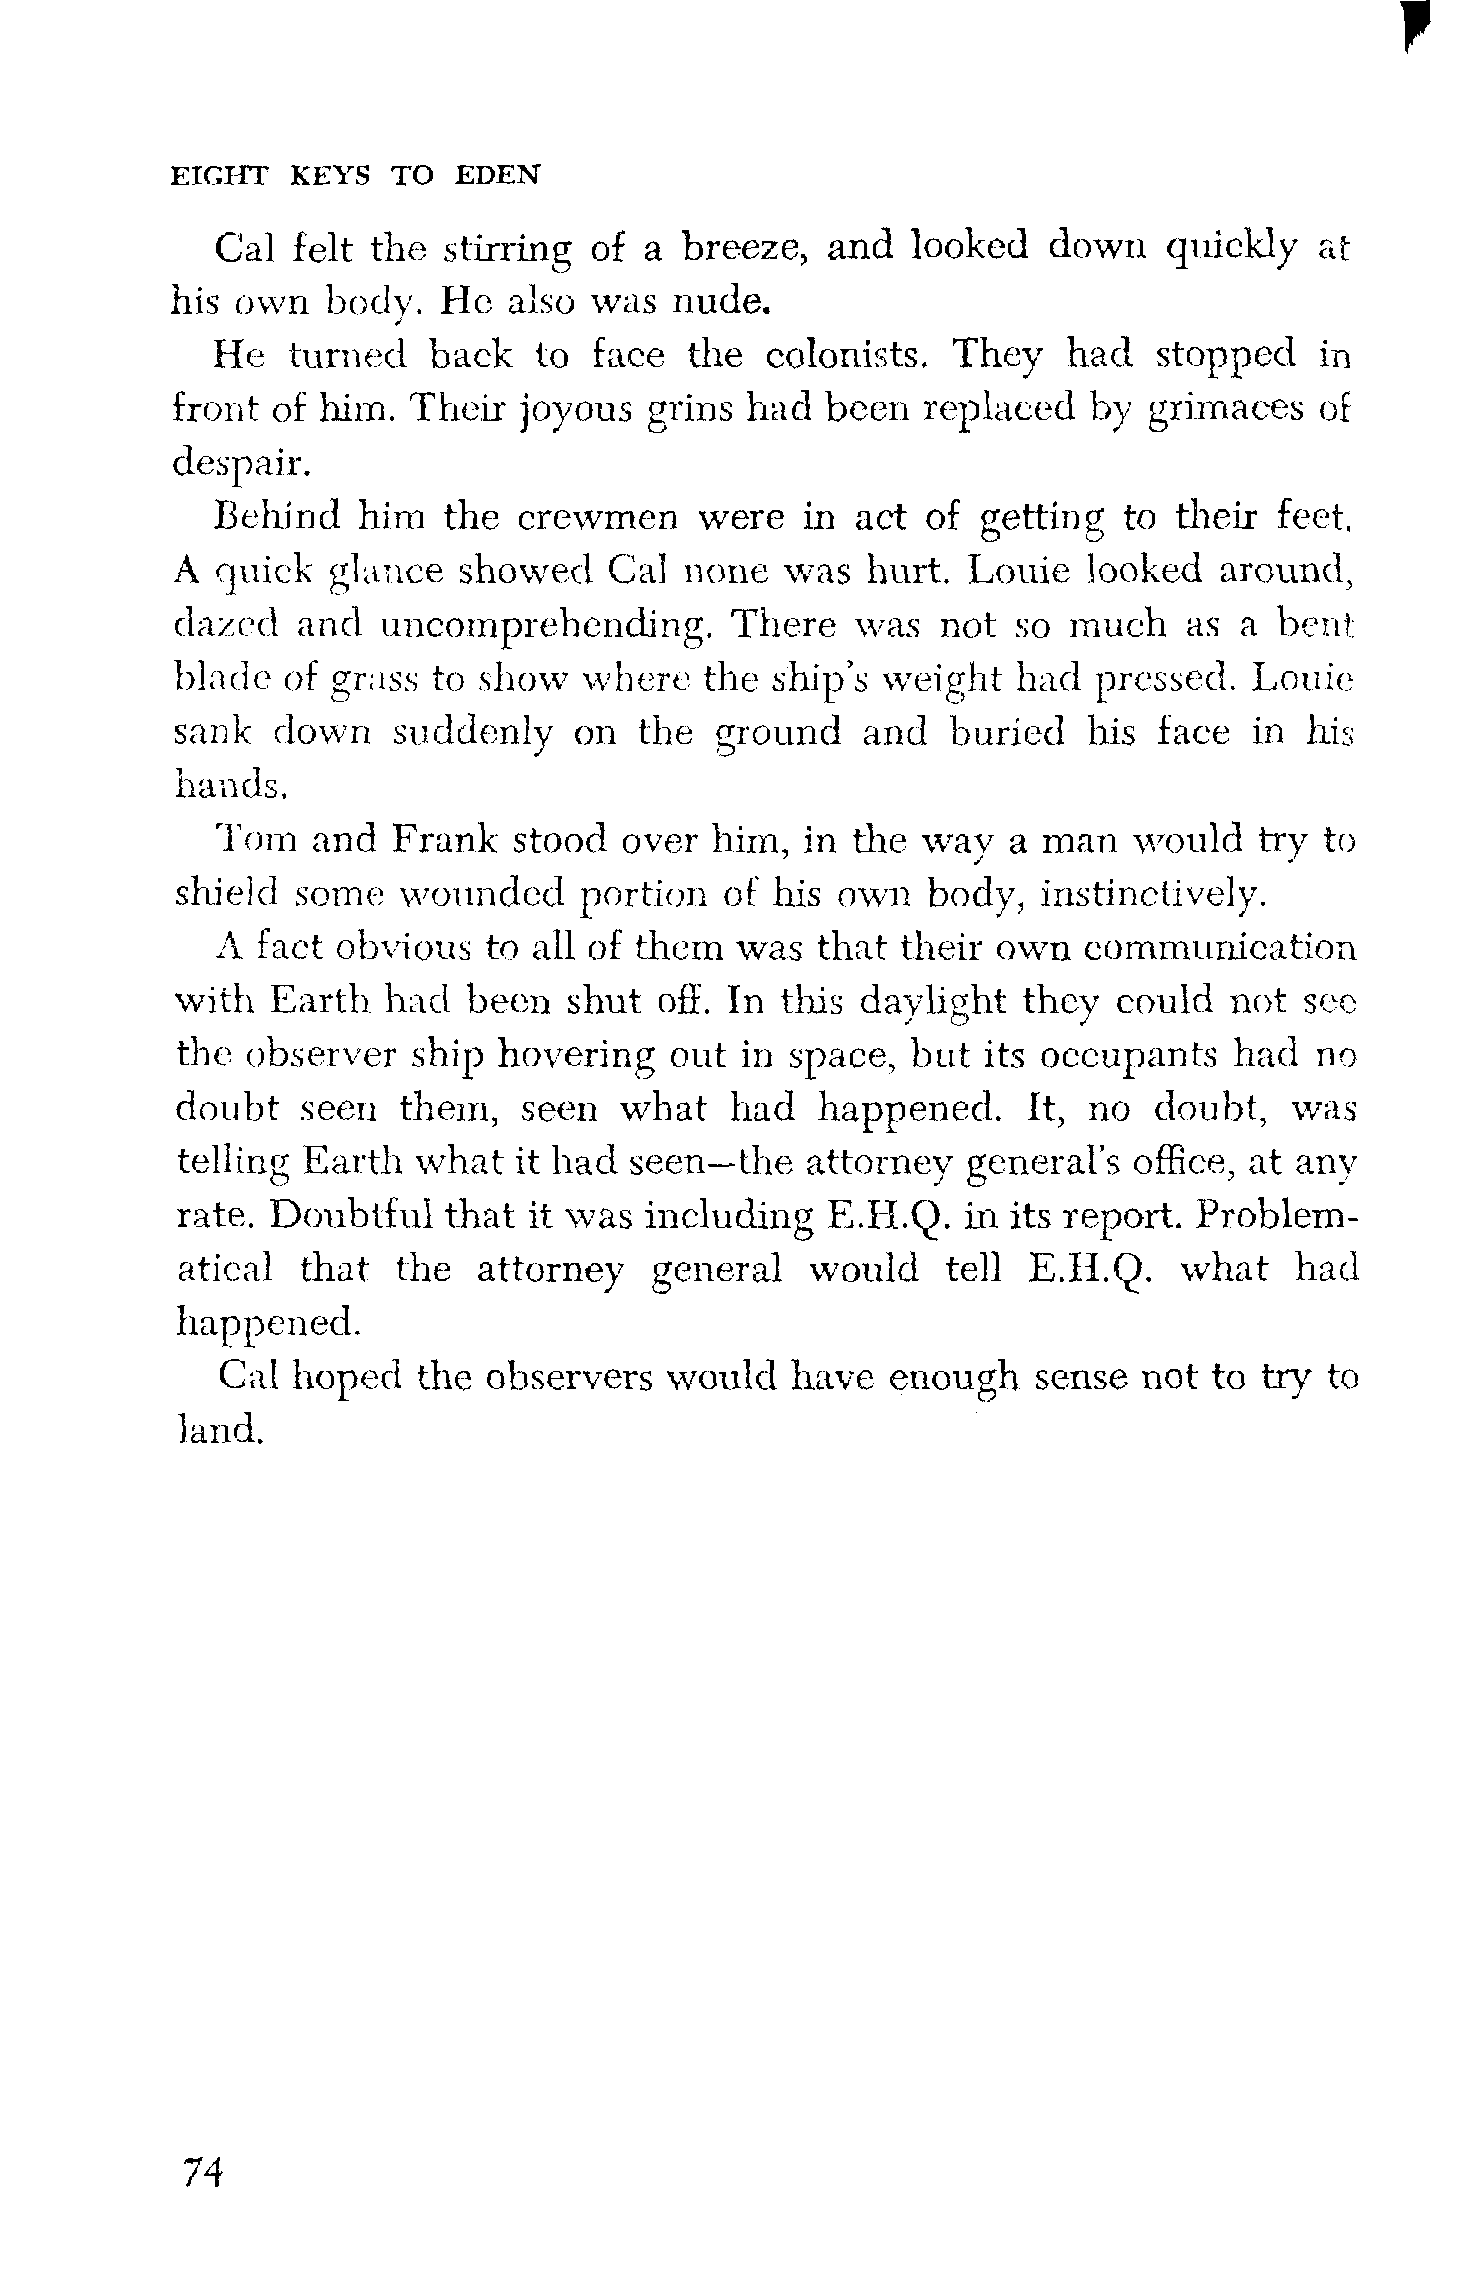 EIGHT KEYS TO EDEN
Cal felt the stirring of a breeze, and looked down quickly at
his own body. He also was nude.
He turned back to face the colonists. They had stopped in
front of him. Their joyous grins had been replaced by grimaces of
despair.
Behind him the crewmen were in act of getting to their feet.
A quick glance showed Cal none was hurt. Louie looked around,
dazed and uncomprehending. There was not so much as a bent
blade of grass to show where the ship's weight had pressed. Louie
sank down suddenly on the ground and buried his face in his
hands.
Tom and Frank stood over him, in the way a man would try to
shield some wounded portion of his own body, instinctively.
A fact obvious to all of them was that their own communication
with Earth had been shut off. In this daylight they could not see
the observer ship hovering out in space, but its occupants had no
doubt seen them, seen what had happened. It, no doubt, was
telling Earth what it had seen—the attorney general's office, at any
rate. Doubtful that it was including E.H.Q. in its report. Problem-
atical that the attorney general would tell E.H.Q. what had
happened.
Cal hoped the observers would have enough sense not to try to
land.
74